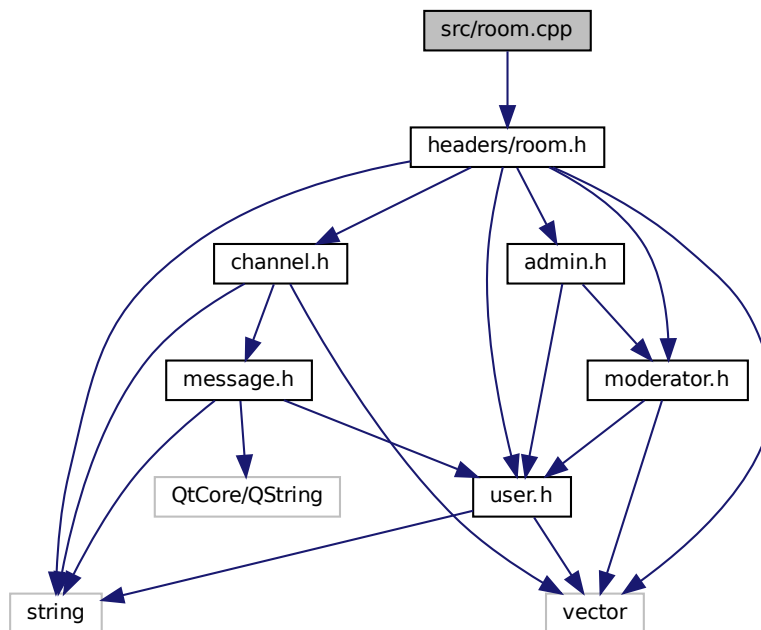 src/room.cpp
headers/room.h
channel.h
admin.h
message.h
moderator.h
QtCore/QString
user.h
string
vector